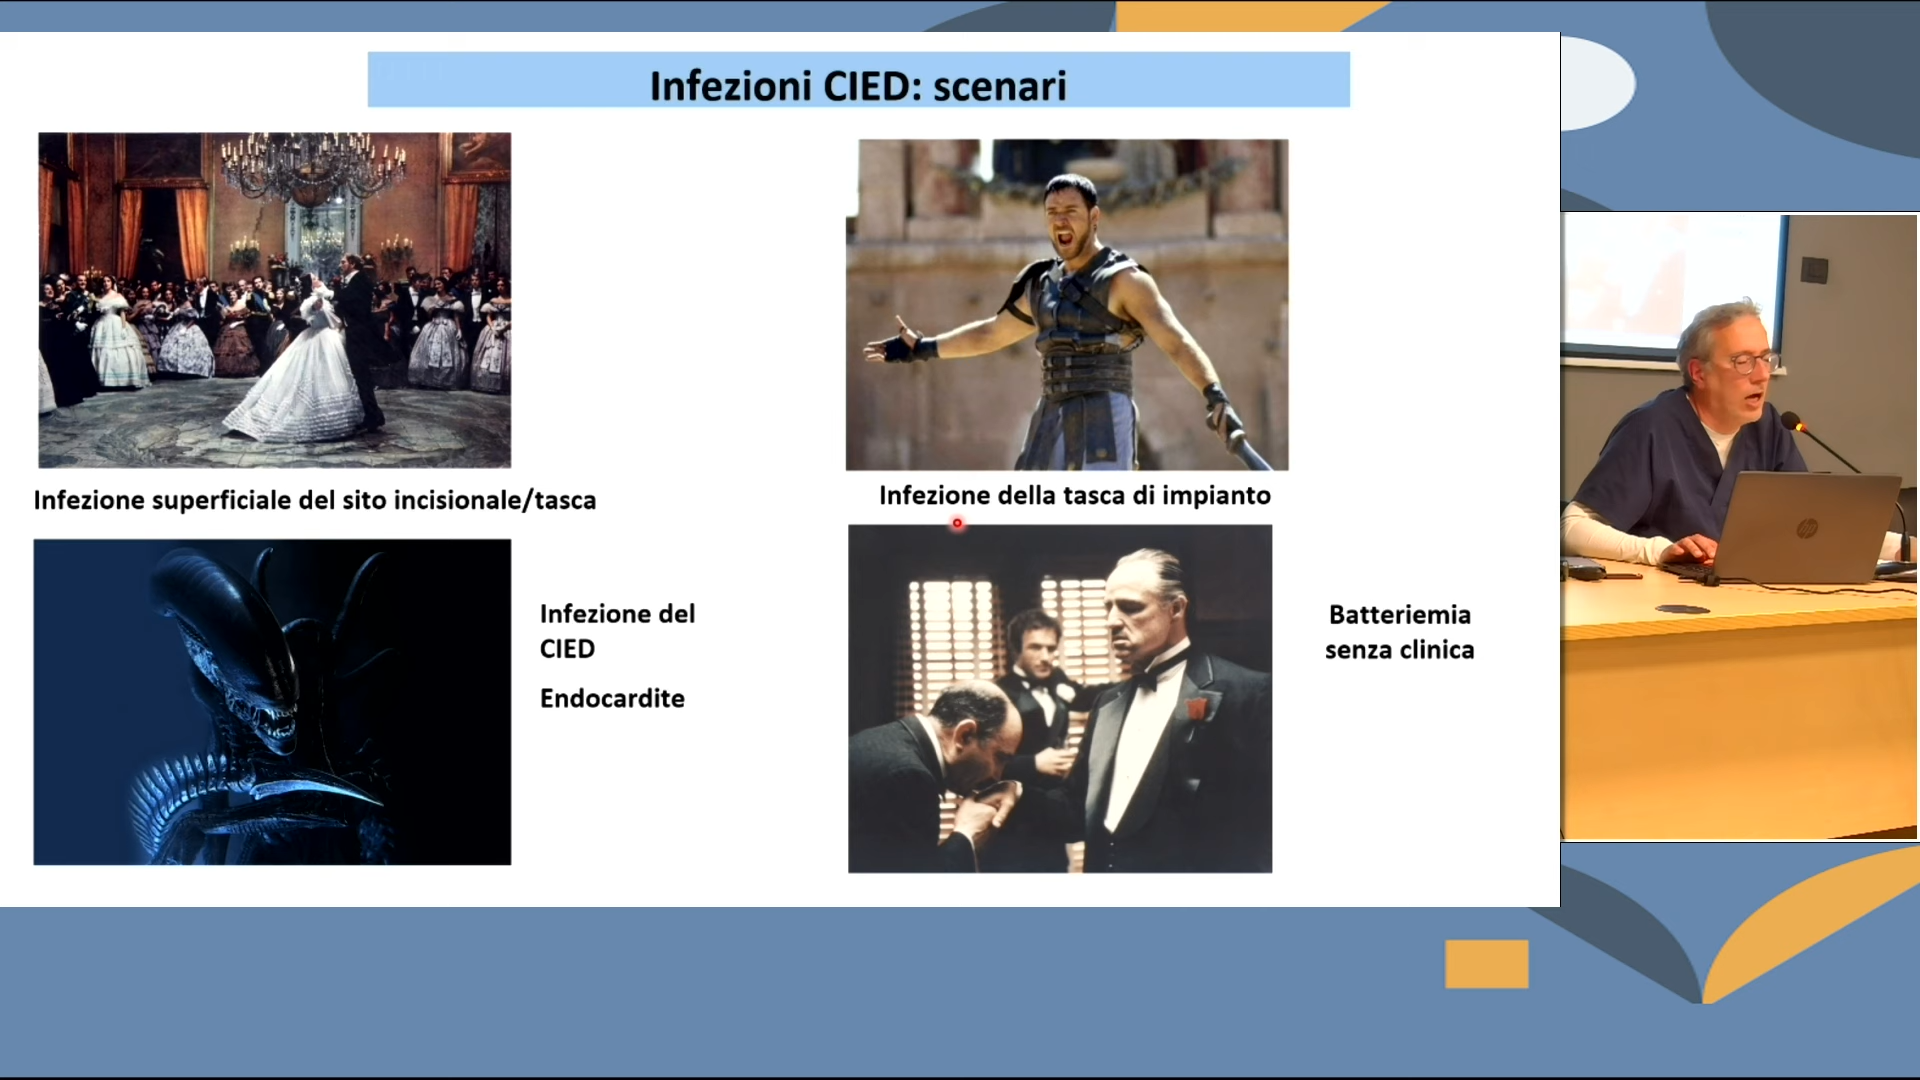 Infezioni CIED: scenari
Infezione superficiale del sito incisionale/tasca
Infezione della tasca di impianto
Infezione del
CIED
Endocardite
Batteriemia
senza clinica
hp